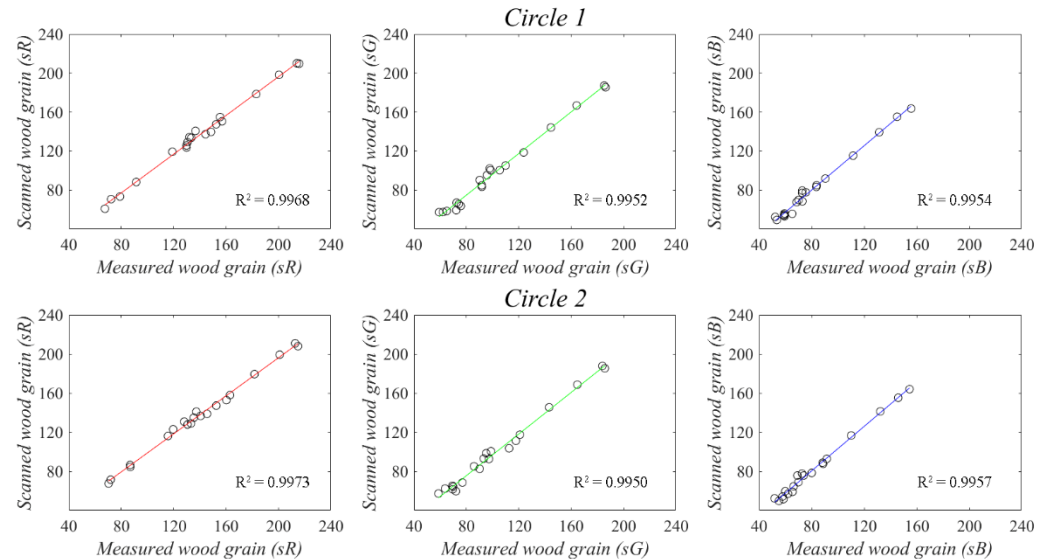 Circle 1
Scanned wood grain (sR)
240
200
160
120
80
R² = 0.9968
40 80 120 160 200 240
Measured wood grain (sR)
Scanned wood grain (sG)
240
200
160
120
80
R² = 0.9952
40 80 120 160 200 240
Measured wood grain (sG)
Scanned wood grain (sB)
240
200
160
120
80
R² = 0.9954
40 80 120 160 200 240
Measured wood grain (sB)
Circle 2
Scanned wood grain (sR)
240
200
160
120
80
R² = 0.9973
40 80 120 160 200 240
Measured wood grain (sR)
Scanned wood grain (sG)
240
200
160
120
80
R² = 0.9950
40 80 120 160 200 240
Measured wood grain (sG)
Scanned wood grain (sB)
240
200
160
120
80
R² = 0.9957
40 80 120 160 200 240
Measured wood grain (sB)